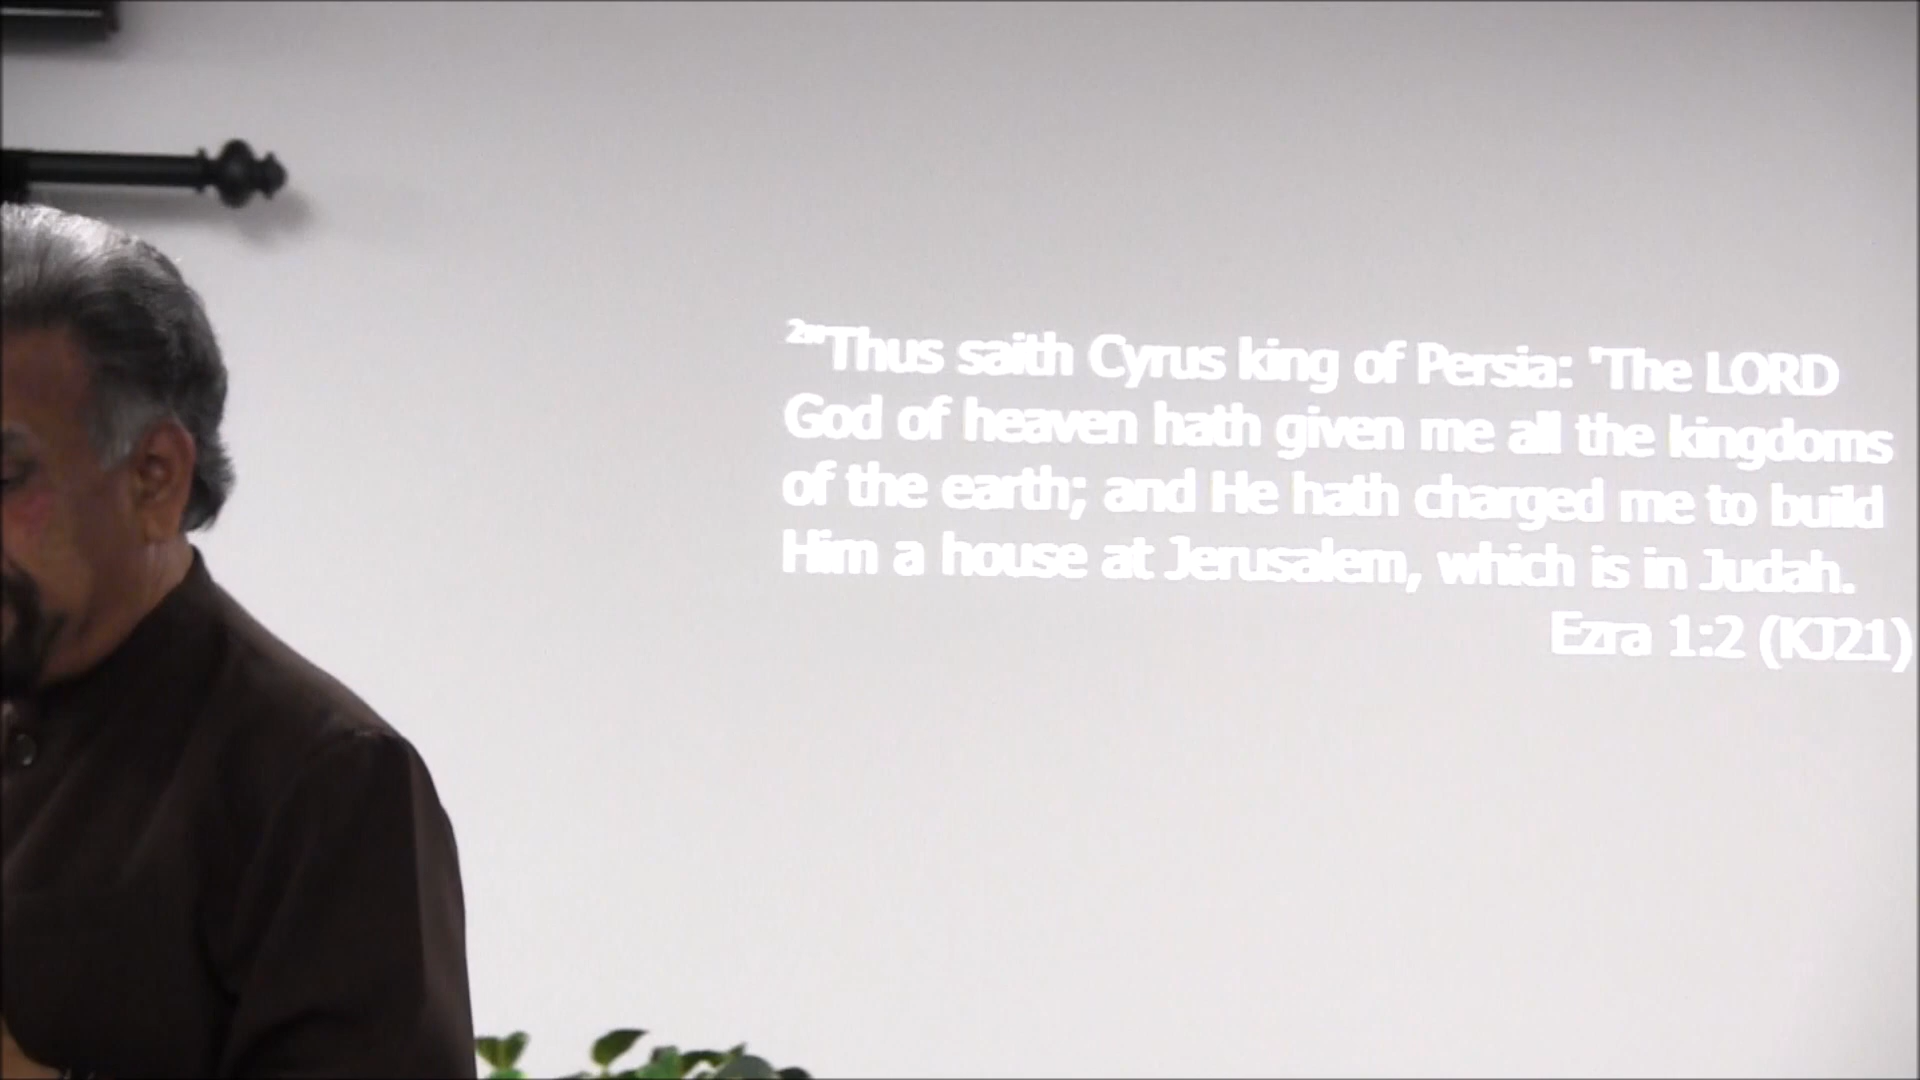 2""Thus saith Cyrus king of Persia: 'The LORD
God of heaven hath given me all the kingdoms
of the earth; and He hath charged me to build
Him a house at Jerusalem, which is in Judah.
Ezra 1:2 (KJ21)